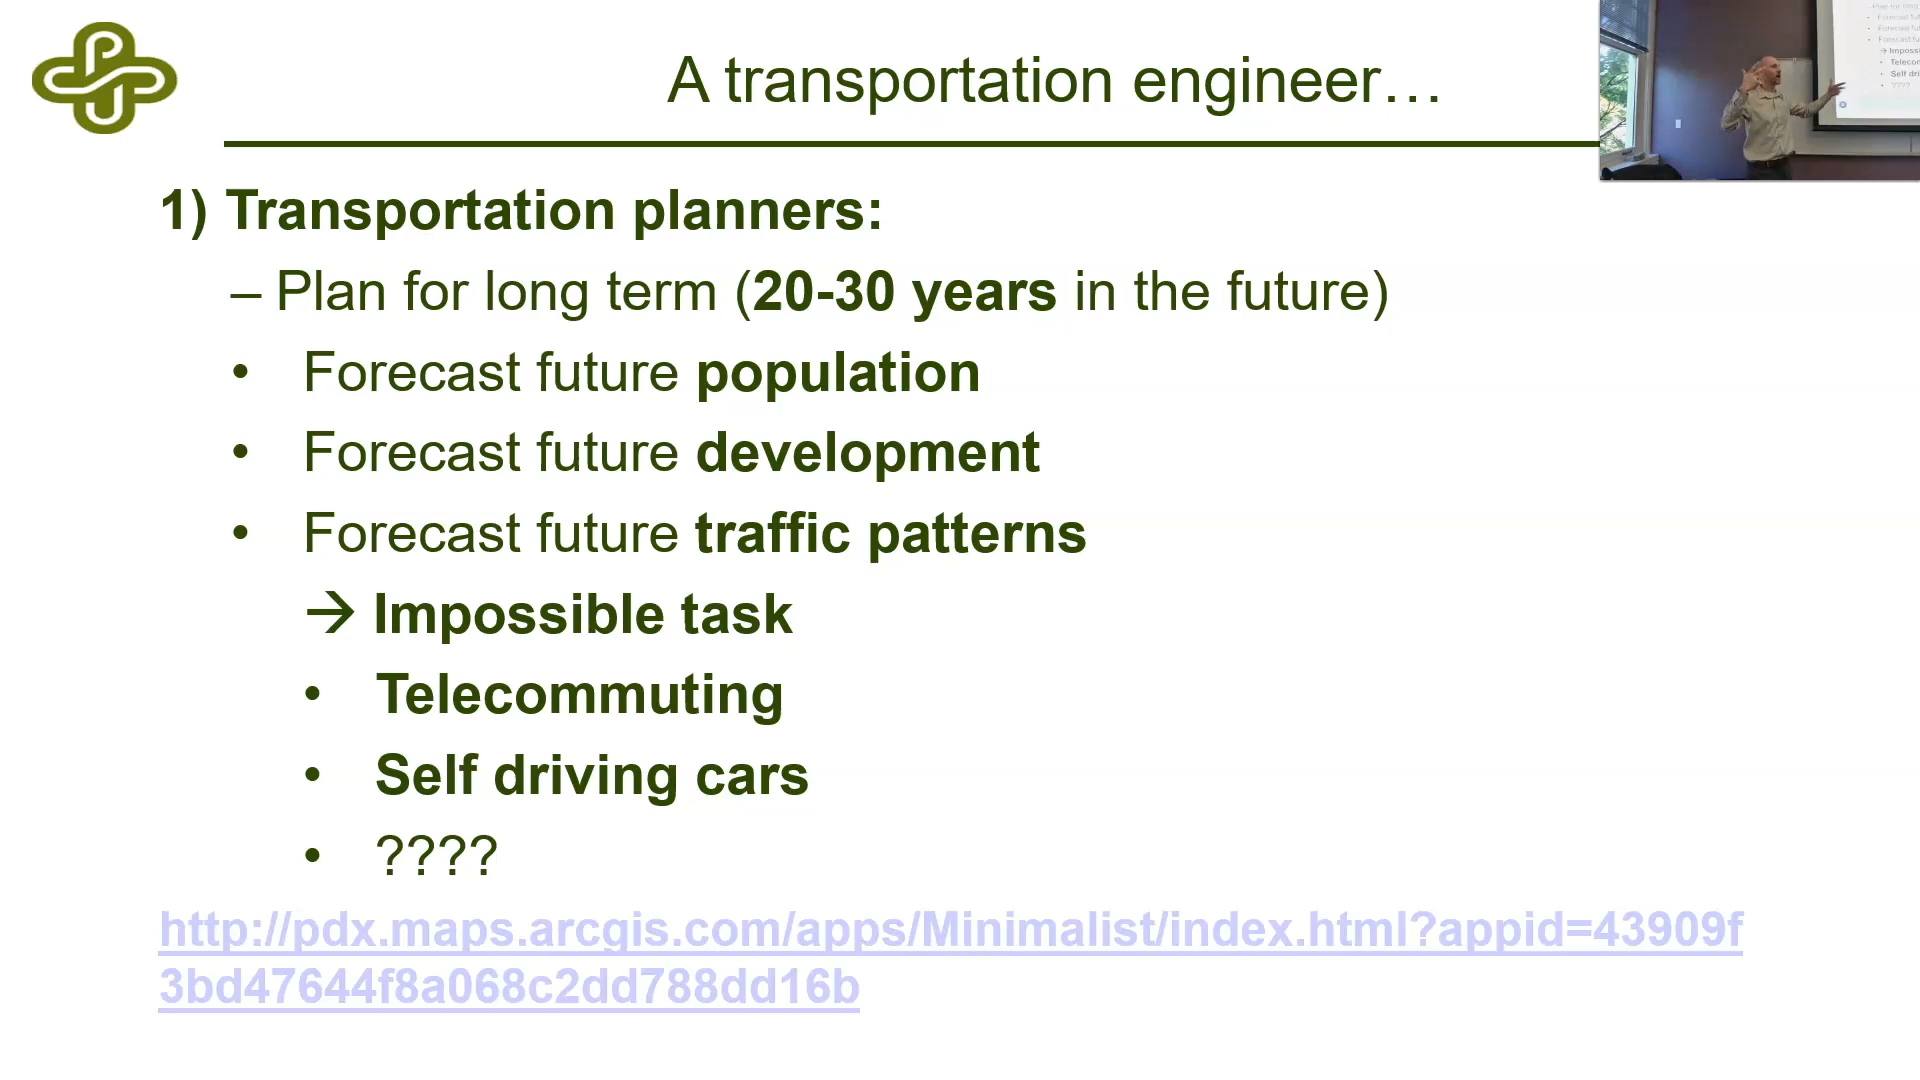 A transportation engineer…
1) Transportation planners:
– Plan for long term (20-30 years in the future)
• Forecast future population
• Forecast future development
• Forecast future traffic patterns
→ Impossible task
• Telecommuting
• Self driving cars
• ????
http://pdx.maps.arcgis.com/apps/Minimalist/index.html?appid=43909f
3bd47644f8a068c2dd788dd16b